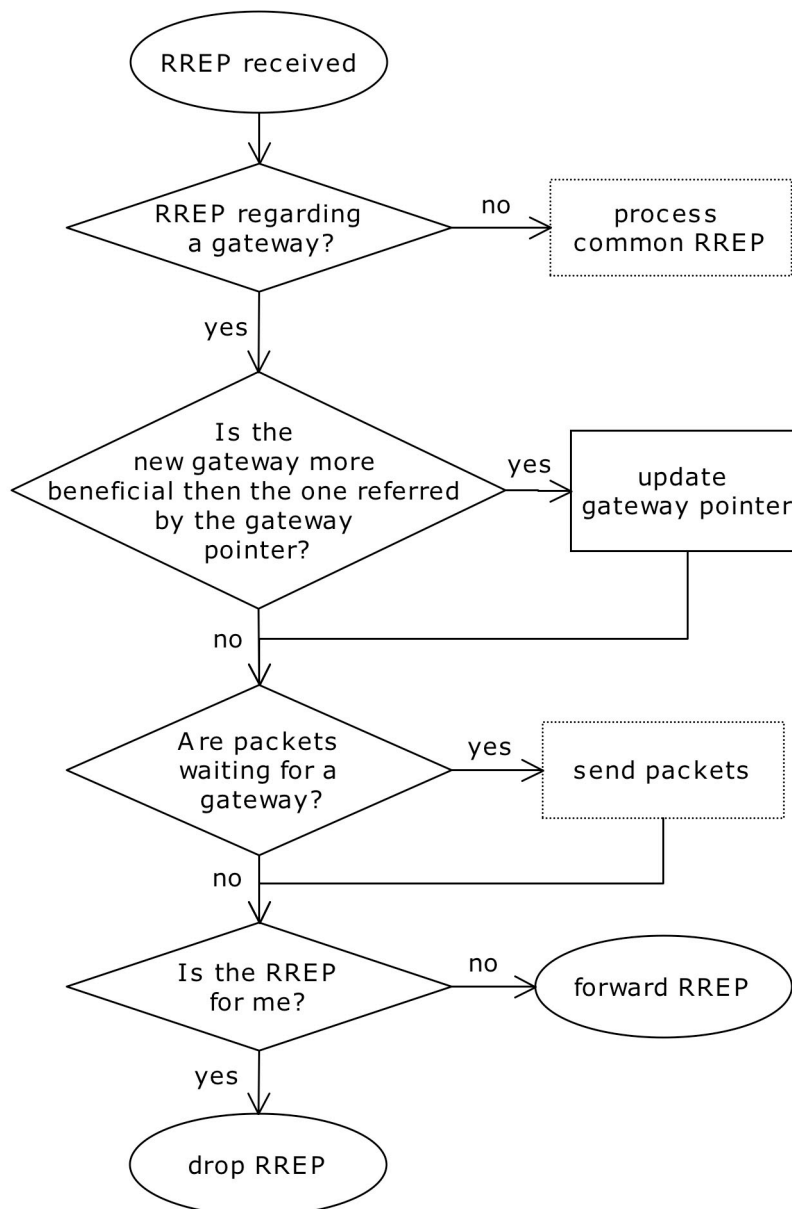 RREP received
RREP regarding
a gateway?
no
process
common RREP
yes
Is the
new gateway more
beneficial then the one referred
by the gateway
pointer?
yes
update
gateway pointer
no
Are packets
waiting for a
gateway?
yes
send packets
no
Is the RREP
for me?
no
forward RREP
yes
drop RREP